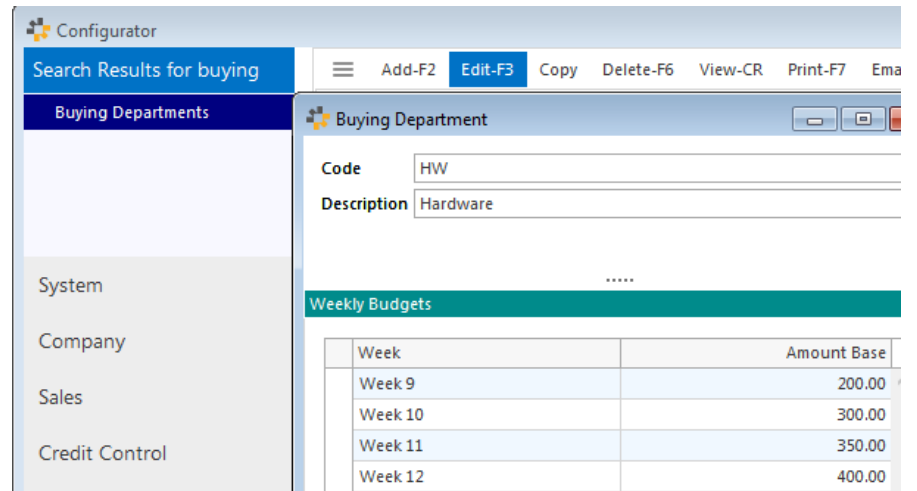 Configurator
Search Results for buying
Add-F2 Edit-F3 Copy Delete-F6 View-CR Print-F7
Buying Departments
Buying Department
Code HW
Description Hardware
System
Weekly Budgets
Company
Week Amount Base
Week 9 200.00
Sales
Week 10 300.00
Week 11 350.00
Credit Control
Week 12 400.00